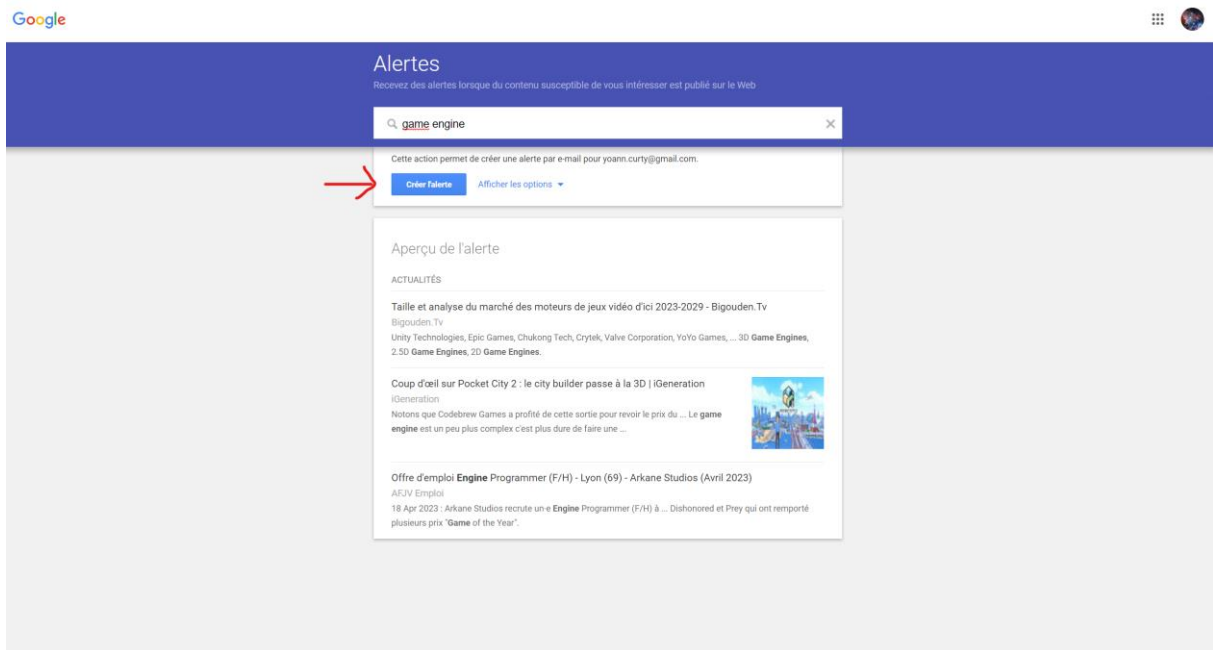 Google
Alertes
Recevez des alertes lorsque du contenu susceptible de vous intéresser est publié sur le Web
game engine
Cette action permet de créer une alerte par e-mail pour yoann.curty@gmail.com.
Créer l'alerte Afficher les options
Aperçu de l'alerte
ACTUALITÉS
Taille et analyse du marché des moteurs de jeux vidéo d'ici 2023-2029 - Bigouden.Tv
Bigouden.Tv
Unity Technologies, Epic Games, Chukong Tech, Crytek, Valve Corporation, YoYo Games, ... 3D Game Engines,
2.5D Game Engines, 2D Game Engines.
Coup d'œil sur Pocket City 2 : le city builder passe à la 3D | iGeneration
iGeneration
Notons que Codebrew Games a profité de cette sortie pour revoir le prix du ... Le game
engine est un peu plus complex c'est plus dure de faire une ...
Offre d'emploi Engine Programmer (F/H) - Lyon (69) - Arkane Studios (Avril 2023)
AFJV Emploi
18 Apr 2023 : Arkane Studios recrute un·e Engine Programmer (F/H) à ... Dishonored et Prey qui ont remporté
plusieurs prix "Game of the Year".